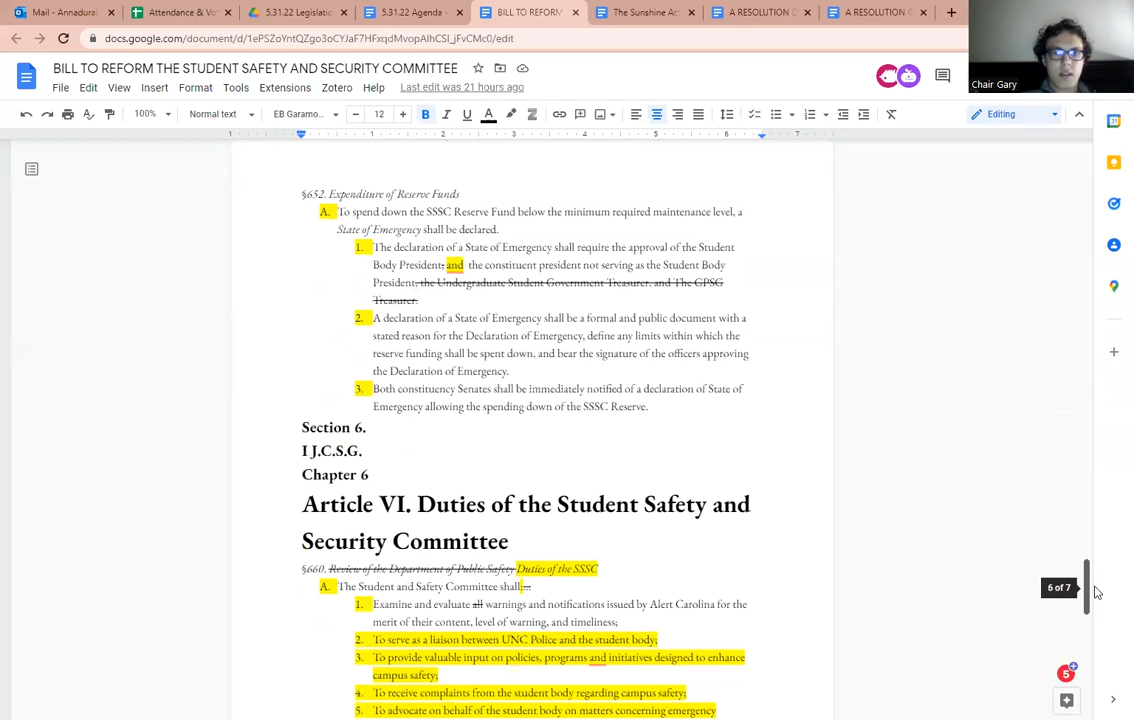 Mail - Annadurai
Attendance & Vo
5.31.22 Legislatio
5.31.22 Agenda
BILL TO REFORM
The Sunshine Ac
A RESOLUTION
A RESOLUTION
docs.google.com/document/d/1ePSZoYntQZgo3oCYJaF7HFxqdMvopAlhCSI_jFvCMc0/edit
BILL TO REFORM THE STUDENT SAFETY AND SECURITY COMMITTEE
Chair Gary
File Edit View Insert Format Tools Extensions Zotero Help Last edit was 21 hours ago
100% Normal text EB Garamo... 12 B I U A Editing
1 1 2 3 4 5 6 7
§652. Expenditure of Reserve Funds
A. To spend down the SSSC Reserve Fund below the minimum required maintenance level, a
State of Emergency shall be declared.
1. The declaration of a State of Emergency shall require the approval of the Student
Body President, and the constituent president not serving as the Student Body
President, the Undergraduate Student Government Treasurer, and The GPSG
Treasurer.
2. A declaration of a State of Emergency shall be a formal and public document with a
stated reason for the Declaration of Emergency, define any limits within which the
reserve funding shall be spent down, and bear the signature of the officers approving
the Declaration of Emergency.
3. Both constituency Senates shall be immediately notified of a declaration of State of
Emergency allowing the spending down of the SSSC Reserve.
Section 6.
I J.C.S.G.
Chapter 6
Article VI. Duties of the Student Safety and
Security Committee
§660. Review of the Department of Public Safety Duties of the SSSC
6 of 7
A. The Student and Safety Committee shall:
1. Examine and evaluate all warnings and notifications issued by Alert Carolina for the
merit of their content, level of warning, and timeliness;
2. To serve as a liaison between UNC Police and the student body;
3. To provide valuable input on policies, programs and initiatives designed to enhance
campus safety;
4. To receive complaints from the student body regarding campus safety;
5. To advocate on behalf of the student body on matters concerning emergency
5